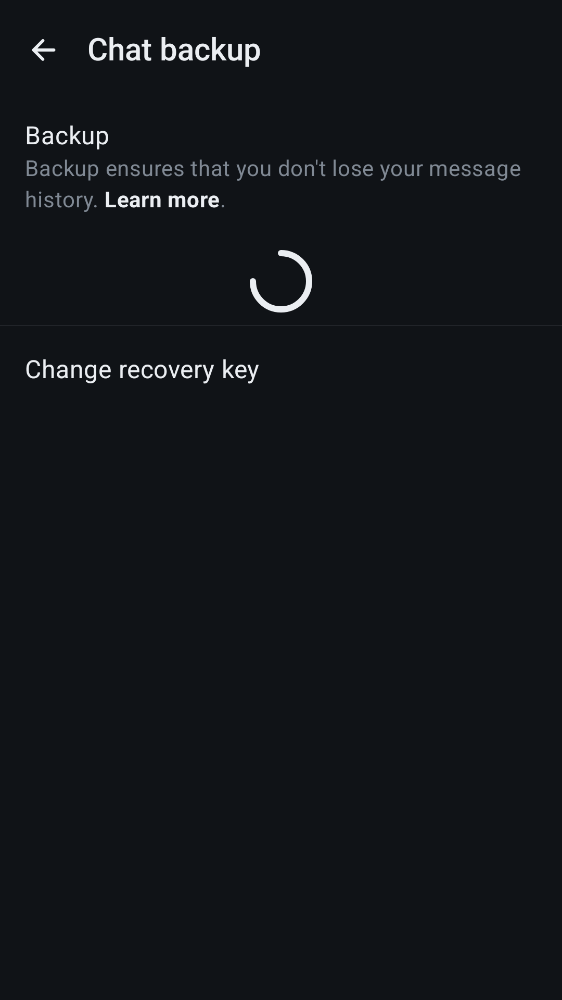 Chat backup
Backup
Backup ensures that you don't lose your message
history. Learn more.
Change recovery key